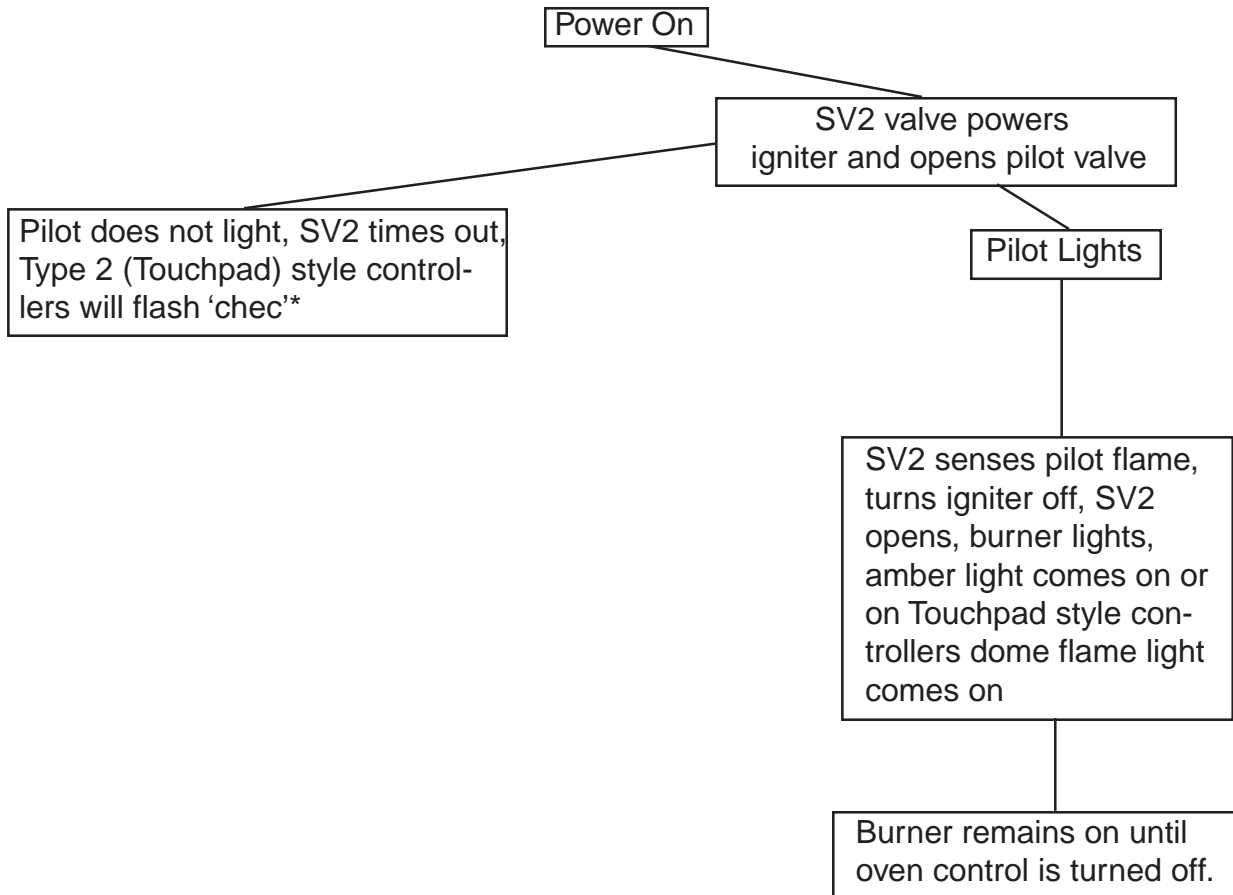 Power On
SV2 valve powers
igniter and opens pilot valve
Pilot does not light, SV2 times out,
Type 2 (Touchpad) style control-
lers will flash ‘chec’*
Pilot Lights
SV2 senses pilot flame,
turns igniter off, SV2
opens, burner lights,
amber light comes on or
on Touchpad style con-
trollers dome flame light
comes on
Burner remains on until
oven control is turned off.